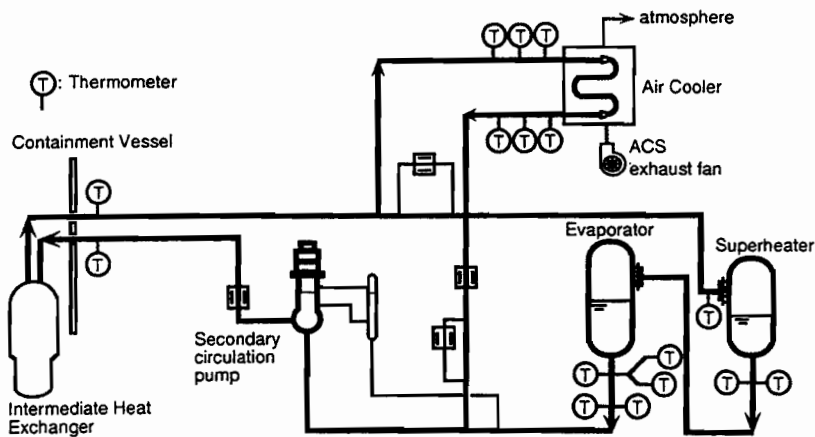 atmosphere
T T T
T : Thermometer
Air Cooler
Containment Vessel
T T T
ACS
exhaust fan
T
Evaporator
Superheater
T
T
Secondary
circulation
pump
T T T
T T
T T
Intermediate Heat
Exchanger